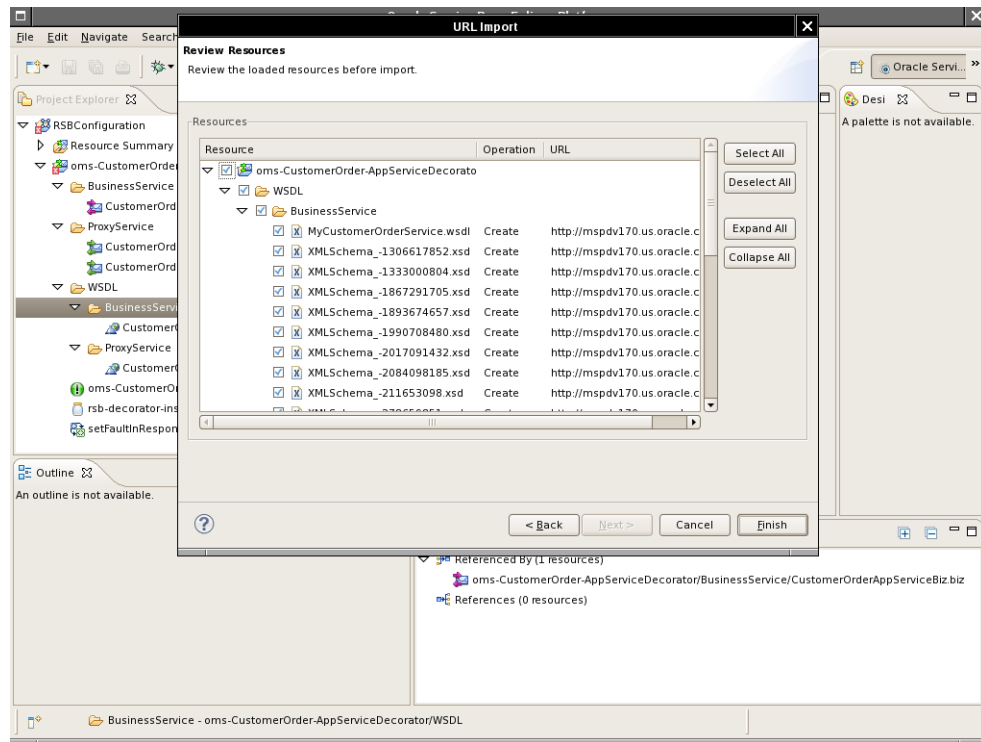 URL Import
File Edit Navigate Search
Oracle Servi...
Project Explorer
RSBConfiguration
Resource Summary
oms-CustomerOrder
BusinessService
CustomerOrd
ProxyService
CustomerOrd
CustomerOrd
WSDL
BusinessServi
Customer
ProxyService
Customer
oms-CustomerO
rsb-decorator-ins
setFaultInRespon
Outline
An outline is not available.
Review Resources
Review the loaded resources before import.
Resources
Resource Operation URL
oms-CustomerOrder-AppServiceDecorato
WSDL
BusinessService
MyCustomerOrderService.wsdl Create http://mspdv170.us.oracle.c
XMLSchema_-1306617852.xsd Create http://mspdv170.us.oracle.c
XMLSchema_-1333000804.xsd Create http://mspdv170.us.oracle.c
XMLSchema_-1867291705.xsd Create http://mspdv170.us.oracle.c
XMLSchema_-1893674657.xsd Create http://mspdv170.us.oracle.c
XMLSchema_-1990708480.xsd Create http://mspdv170.us.oracle.c
XMLSchema_-2017091432.xsd Create http://mspdv170.us.oracle.c
XMLSchema_-2084098185.xsd Create http://mspdv170.us.oracle.c
XMLSchema_-211653098.xsd Create http://mspdv170.us.oracle.c
Select All
Deselect All
Expand All
Collapse All
< Back Next > Cancel Finish
Desi
A palette is not available.
Referenced By (1 resources)
oms-CustomerOrder-AppServiceDecorator/BusinessService/CustomerOrderAppServiceBiz.biz
References (0 resources)
BusinessService - oms-CustomerOrder-AppServiceDecorator/WSDL